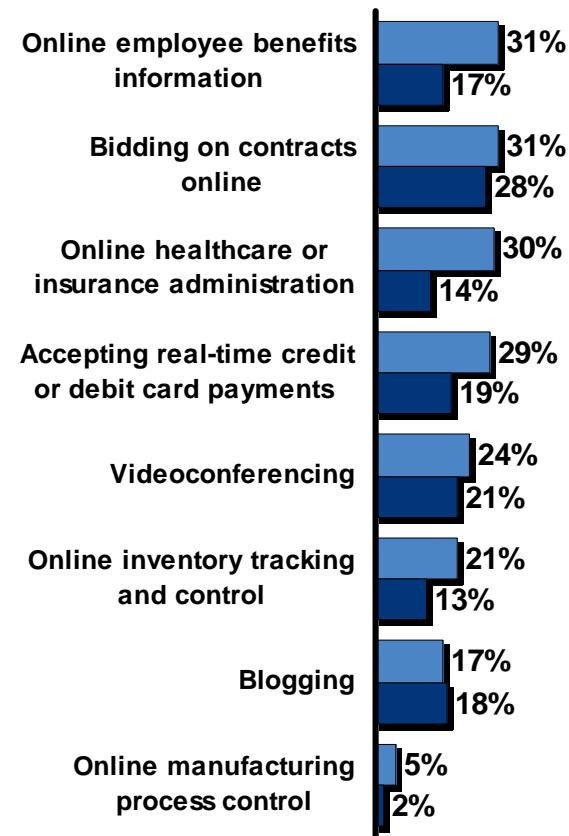 Online employee benefits
information
31%
17%
Bidding on contracts
online
31%
28%
Online healthcare or
insurance administration
30%
14%
Accepting real-time credit
or debit card payments
29%
19%
Videoconferencing
24%
21%
Online inventory tracking
and control
21%
13%
Blogging
17%
18%
Online manufacturing
process control
5%
2%